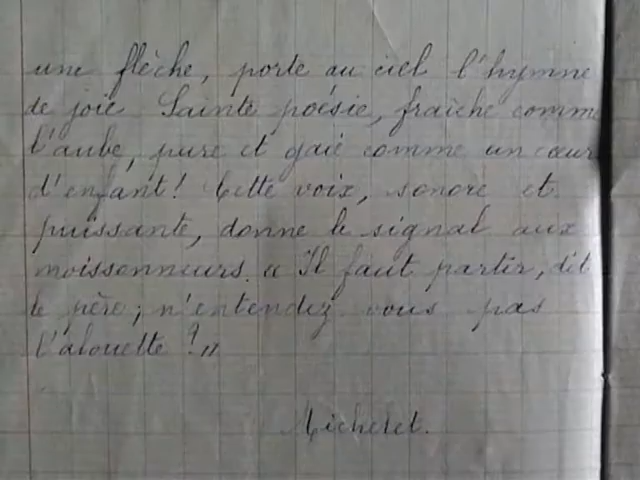 une flèche, porte au ciel l'hymne
de joie Sainte poésie, fraîche comme
l'aube, pure et gaie comme un cœur
d'enfant! Cette voix, sonore et
puissante, donne le signal aux
moissonneurs. « Il faut partir, dit
le père; n'entendez vous pas
l'alouette ? »
Michelet.